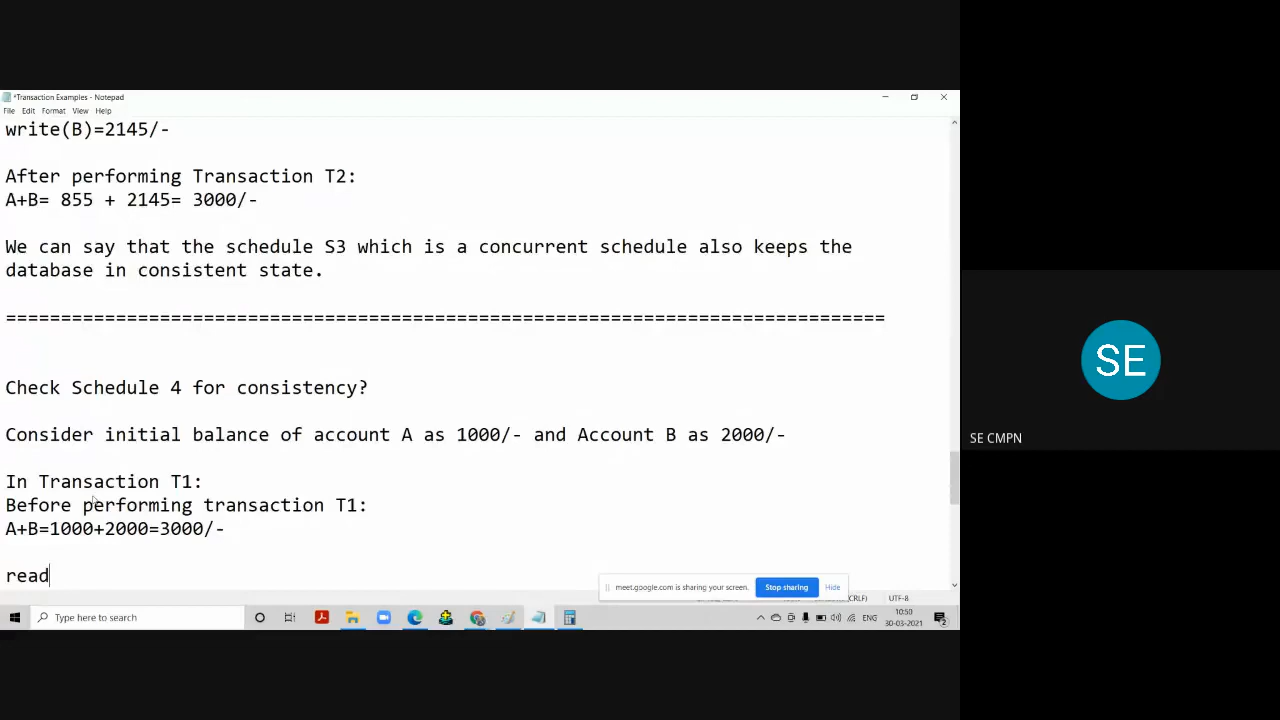 *Transaction Examples - Notepad
File Edit Format View Help
write(B)=2145/-
After performing Transaction T2:
A+B= 855 + 2145= 3000/-
We can say that the schedule S3 which is a concurrent schedule also keeps the
database in consistent state.
================================================================================
Check Schedule 4 for consistency?
Consider initial balance of account A as 1000/- and Account B as 2000/-
In Transaction T1:
Before performing transaction T1:
A+B=1000+2000=3000/-
read
meet.google.com is sharing your screen. Stop sharing Hide
(CRLF) UTF-8
Type here to search
ENG
10:50
30-03-2021
2
SE
SE CMPN